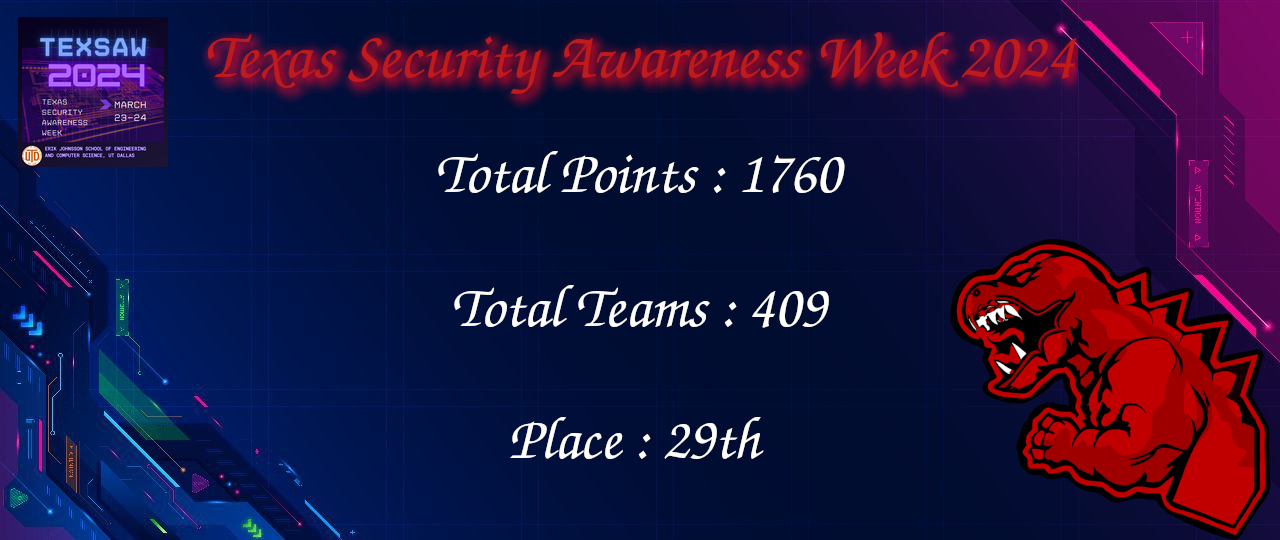 TEXSAW
2024
TEXAS
SECURITY
AWARENESS
WEEK
MARCH
23-24
UTD
ERIK JOHNSSON SCHOOL OF ENGINEERING
AND COMPUTER SCIENCE, UT DALLAS
Texas Security Awareness Week 2024
Total Points : 1760
Total Teams : 409
Place : 29th